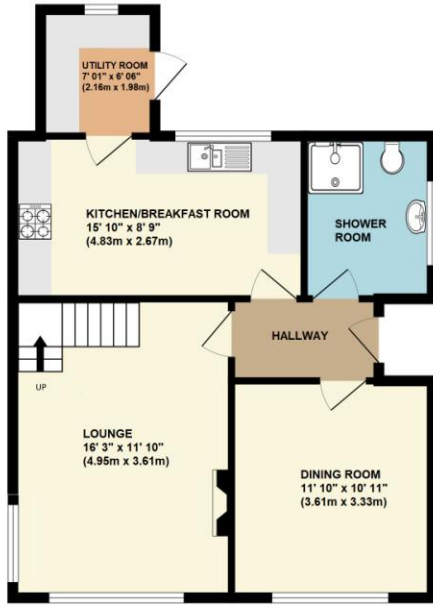 UTILITY ROOM
7' 01" x 6' 06"
(2.16m x 1.98m)
KITCHEN/BREAKFAST ROOM
15' 10" x 8' 9"
(4.83m x 2.67m)
SHOWER
ROOM
HALLWAY
UP
LOUNGE
16' 3" x 11' 10"
(4.95m x 3.61m)
DINING ROOM
11' 10" x 10' 11"
(3.61m x 3.33m)